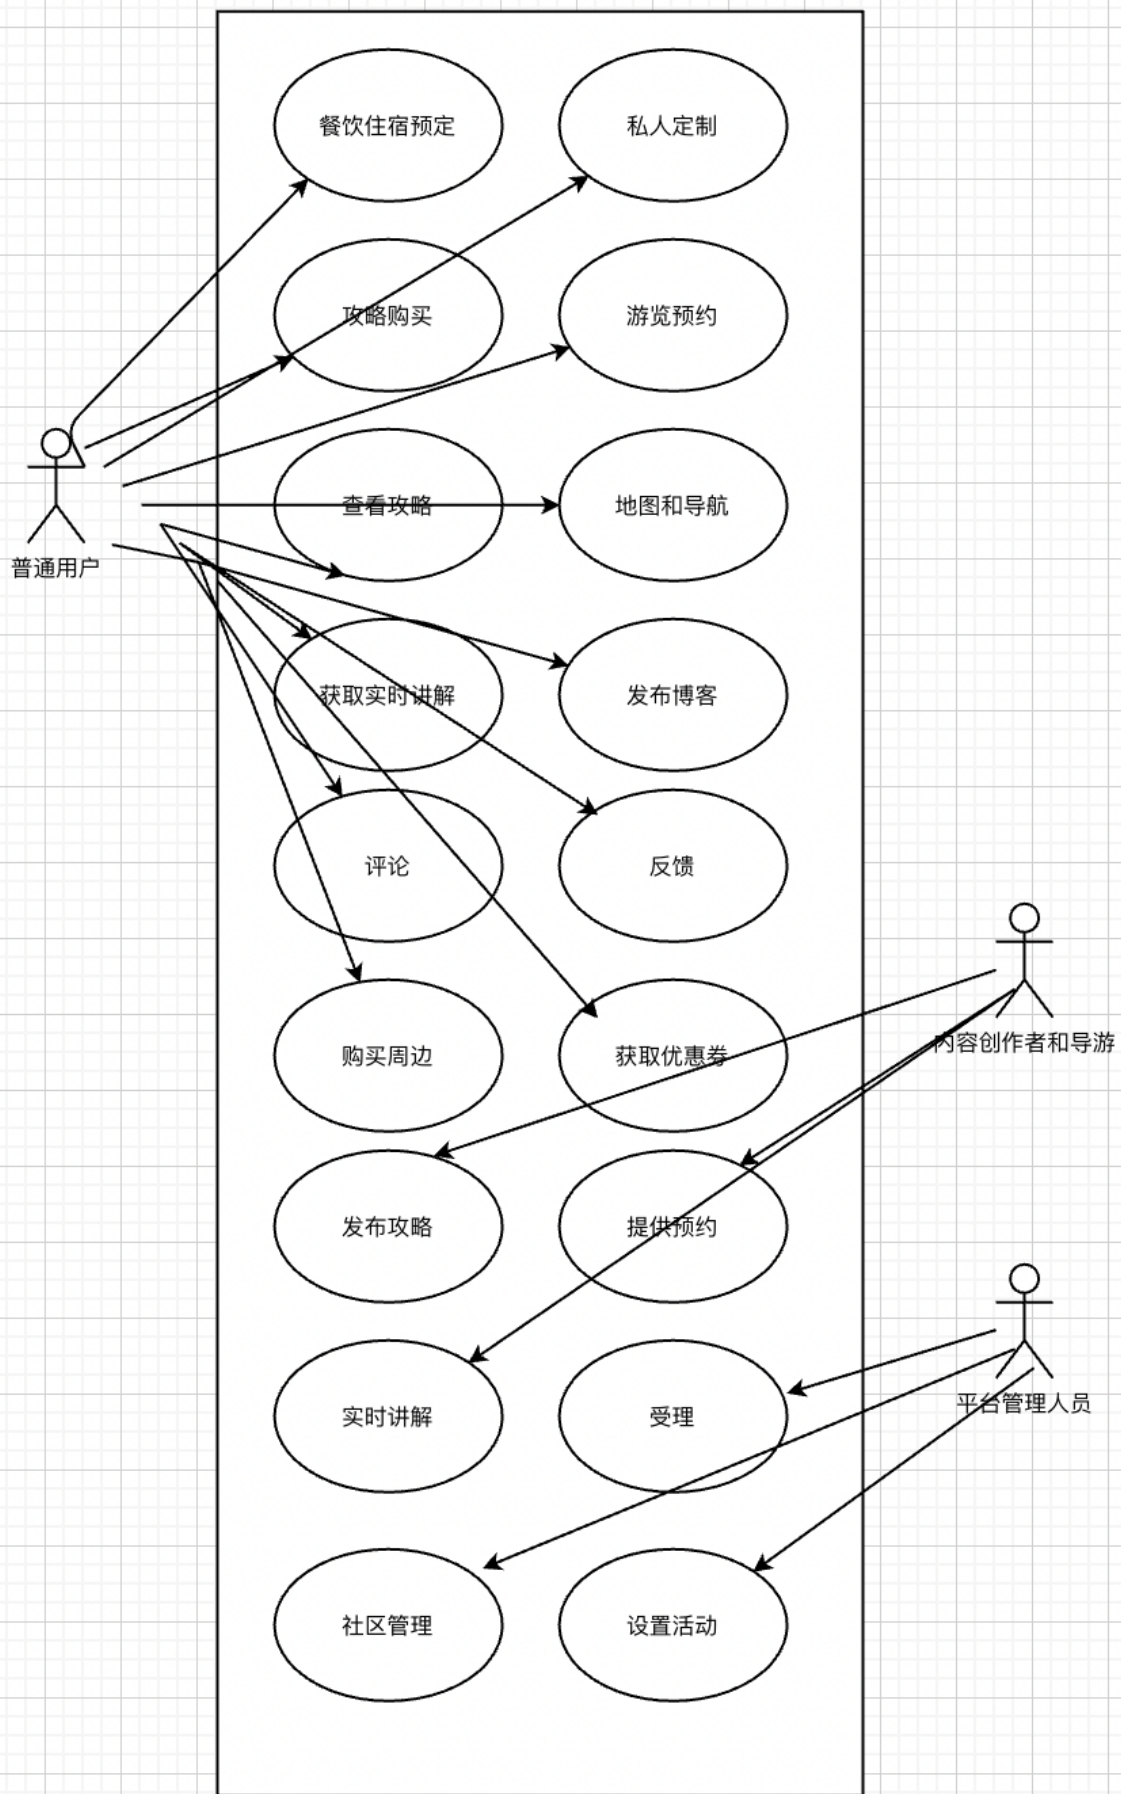 餐饮住宿预定
私人定制
攻略购买
游览预约
查看攻略
地图和导航
普通用户
获取实时讲解
发布博客
评论
反馈
购买周边
获取优惠券
内容创作者和导游
发布攻略
提供预约
实时讲解
受理
平台管理人员
社区管理
设置活动